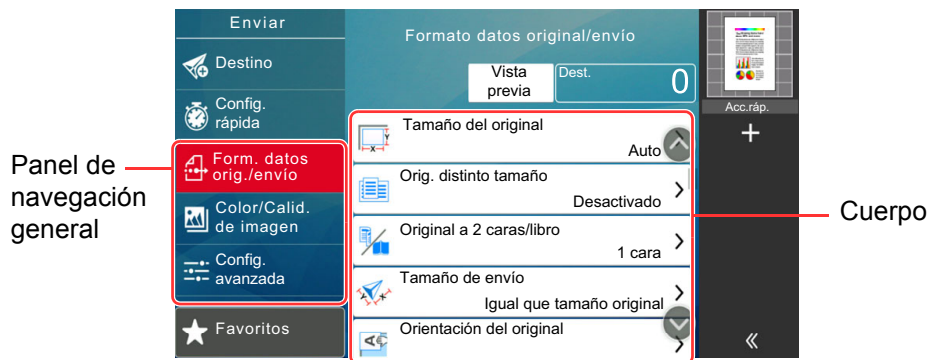 Enviar
Destino
Config.
rápida
Form. datos
orig./envío
Color/Calid.
de imagen
Config.
avanzada
Favoritos
Panel de
navegación
general
Formato datos original/envío
Vista
previa
Dest.
0
Tamaño del original
Auto
Orig. distinto tamaño
Desactivado
Original a 2 caras/libro
1 cara
Tamaño de envío
Igual que tamaño original
Orientación del original
Acc.ráp.
Cuerpo